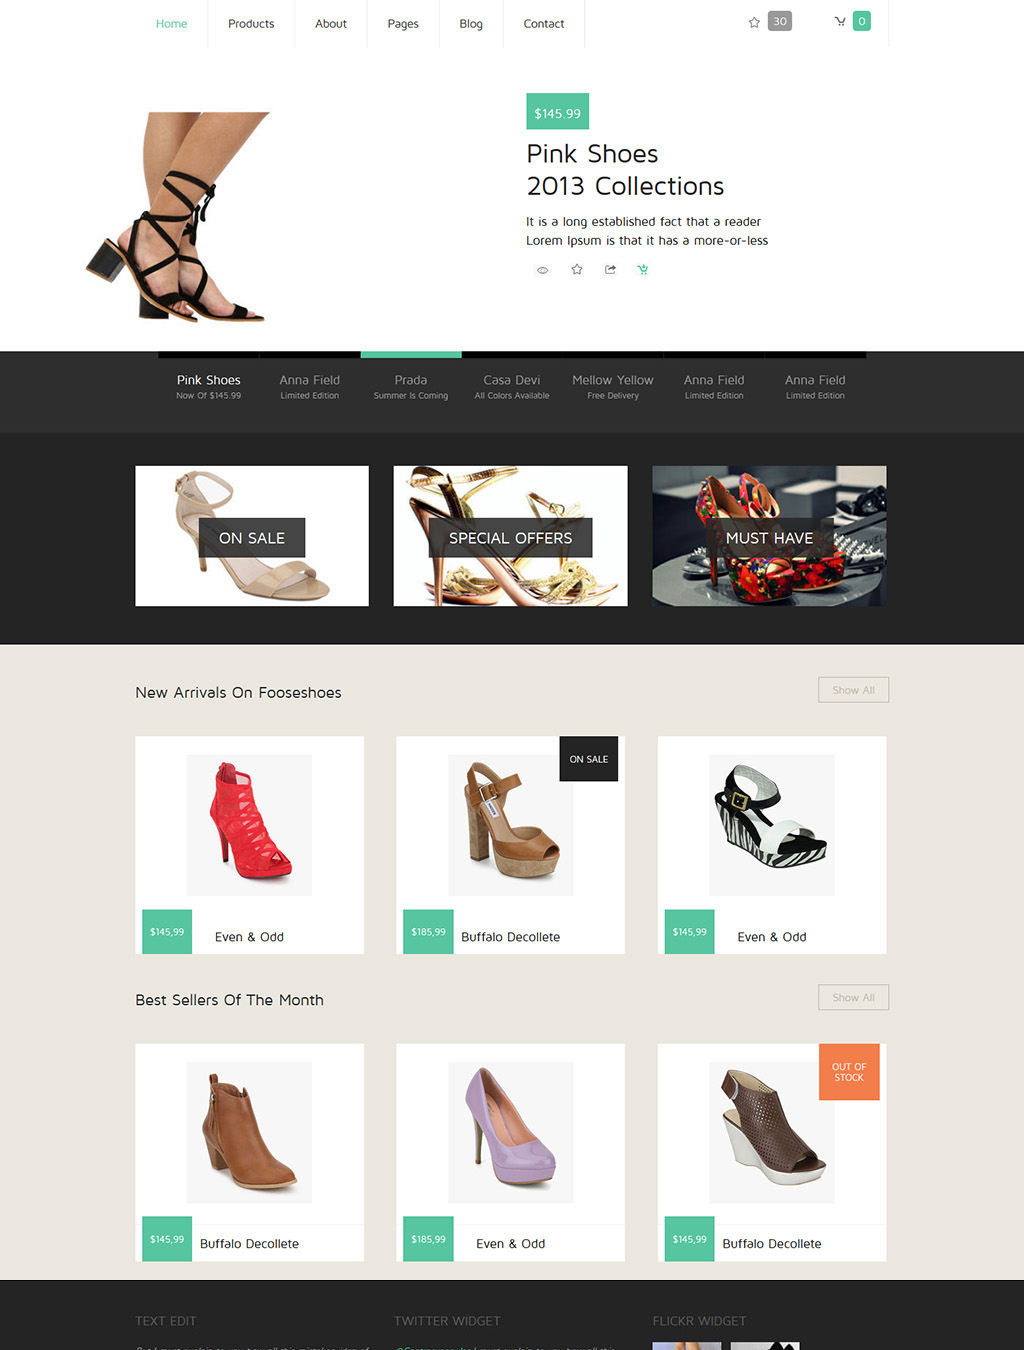 Home Products About Pages Blog Contact 30 0
$145.99
Pink Shoes
2013 Collections
It is a long established fact that a reader
Lorem Ipsum is that it has a more-or-less
Pink Shoes Anna Field Prada Casa Devi Mellow Yellow Anna Field Anna Field
Now Of $145.99 Limited Edition Summer Is Coming All Colors Available Free Delivery Limited Edition Limited Edition
ON SALE SPECIAL OFFERS MUST HAVE
New Arrivals On Fooseshoes Show All
ON SALE
$145,99 Even & Odd $185,99 Buffalo Decollete $145,99 Even & Odd
Best Sellers Of The Month Show All
OUT OF
STOCK
$145,99 Buffalo Decollete $185,99 Even & Odd $145,99 Buffalo Decollete
TEXT EDIT TWITTER WIDGET FLICKR WIDGET